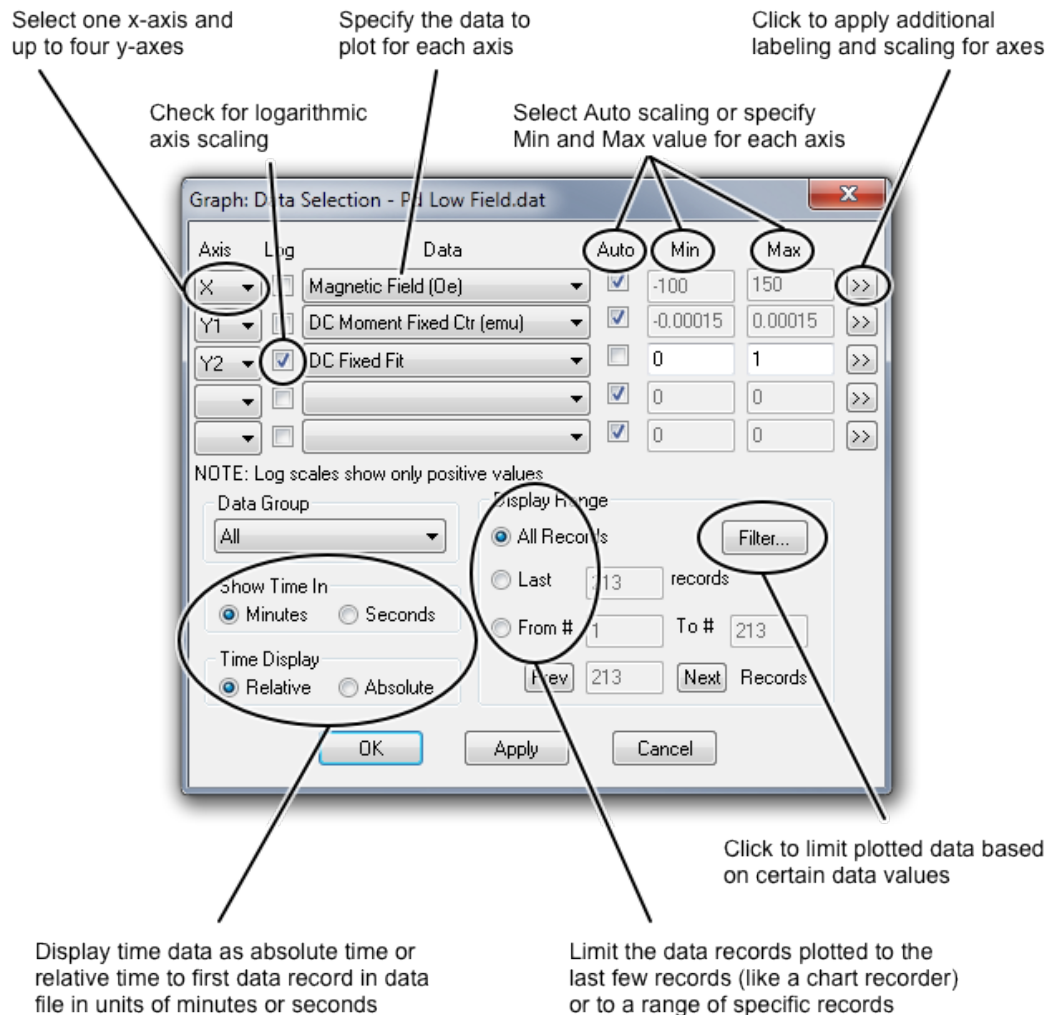 Select one x-axis and
up to four y-axes
Specify the data to
plot for each axis
Click to apply additional
labeling and scaling for axes
Check for logarithmic
axis scaling
Select Auto scaling or specify
Min and Max value for each axis
Graph: Data Selection - Pd Low Field.dat
Axis Log Data Auto Min Max
X Magnetic Field (Oe) -100 150 >>
Y1 DC Moment Fixed Ctr (emu) -0.00015 0.00015 >>
Y2 DC Fixed Fit 0 1 >>
0 0 >>
0 0 >>
NOTE: Log scales show only positive values
Data Group
All
Display Range
All Records Filter...
Last 213 records
From # 1 To # 213
Prev 213 Next Records
Show Time In
Minutes Seconds
Time Display
Relative Absolute
OK Apply Cancel
Click to limit plotted data based
on certain data values
Display time data as absolute time or
relative time to first data record in data
file in units of minutes or seconds
Limit the data records plotted to the
last few records (like a chart recorder)
or to a range of specific records